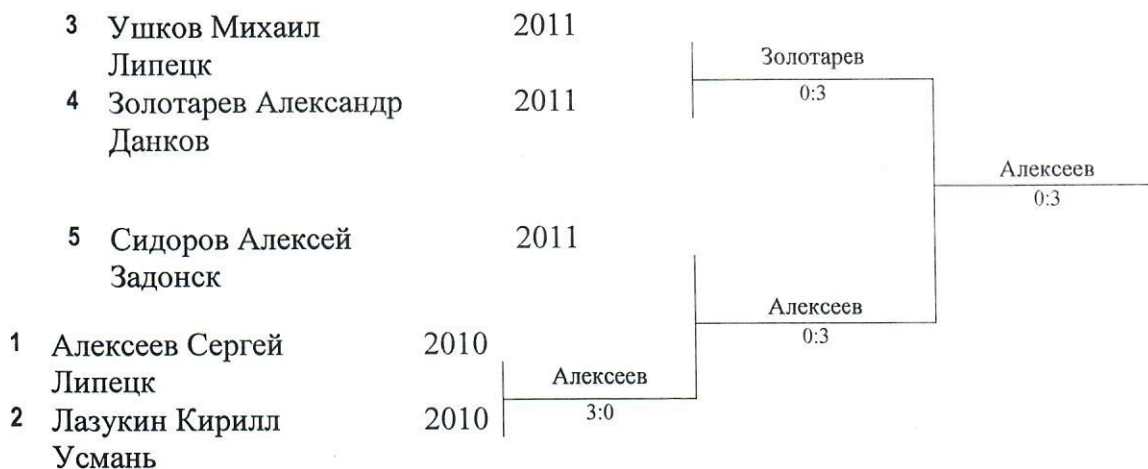 3 Ушков Михаил 2011
Липецк
Золотарев
0:3
4 Золотарев Александр 2011
Данков
Алексеев
0:3
5 Сидоров Алексей 2011
Задонск
Алексеев
0:3
1 Алексеев Сергей 2010
Липецк
Алексеев
3:0
2 Лазукин Кирилл 2010
Усмань